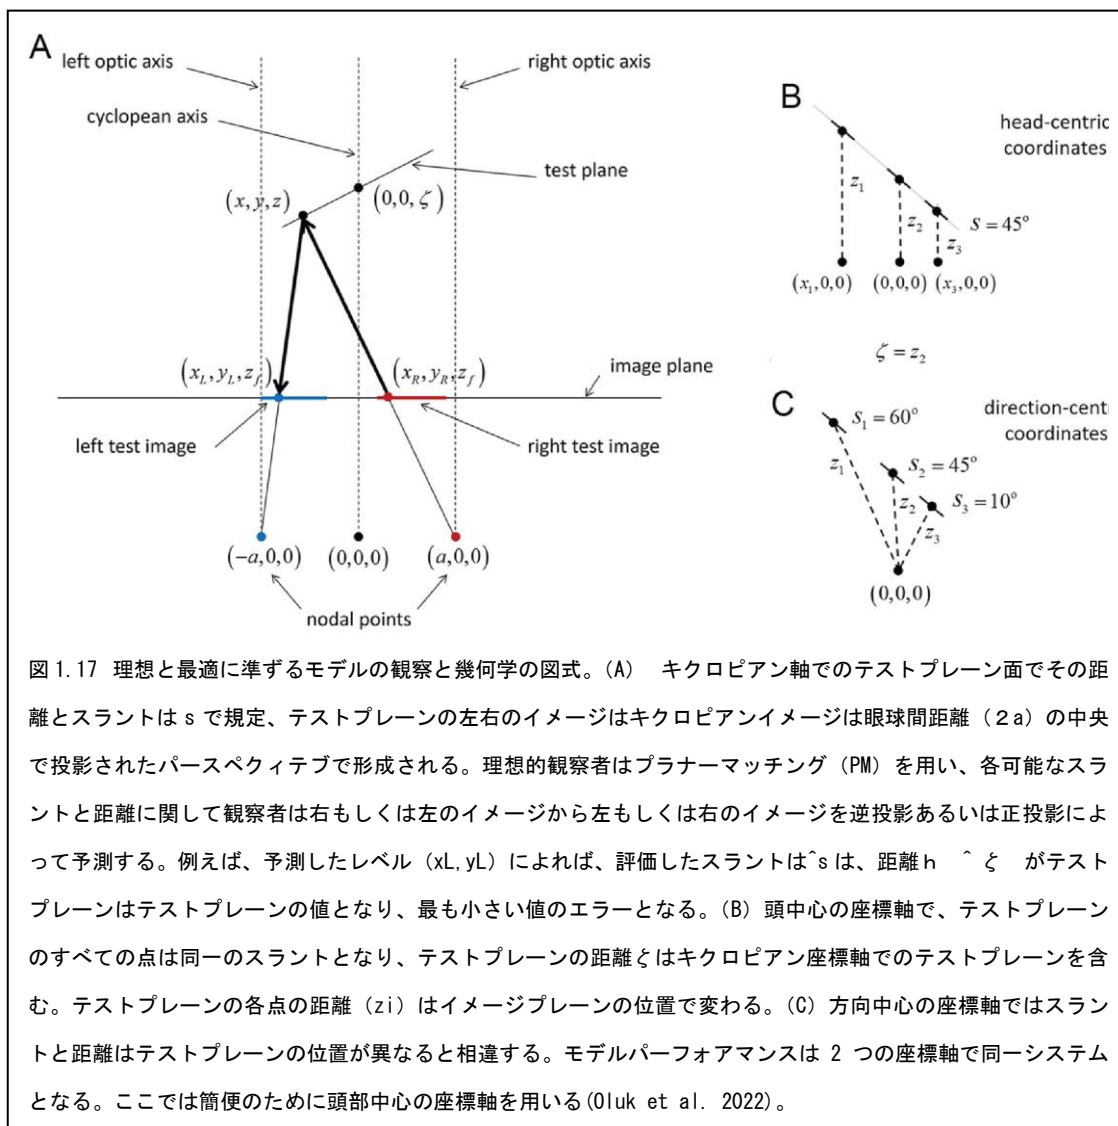 A
left optic axis
right optic axis
cyclopean axis
test plane
(x, y, z)
(0,0,ζ)
(x_L, y_L, z_f)
(x_R, y_R, z_f)
image plane
left test image
right test image
(−a,0,0)
(0,0,0)
(a,0,0)
nodal points
B
head-centric
coordinates
z_1
z_2
z_3
s = 45°
(x_1,0,0)
(0,0,0)
(x_3,0,0)
ζ = z_2
C
direction-cent
coordinates
s_1 = 60°
z_1
s_2 = 45°
z_2
s_3 = 10°
z_3
(0,0,0)
図1.17 理想と最適に準ずるモデルの観察と幾何学の図式。(A) キクロピアン軸でのテストプレーン面でその距
離とスラントは s で規定、テストプレーンの左右のイメージはキクロピアンイメージは眼球間距離（２a）の中央
で投影されたパースペクィテブで形成される。理想的観察者はプラナーマッチング（PM）を用い、各可能なスラ
ントと距離に関して観察者は右もしくは左のイメージから左もしくは右のイメージを逆投影あるいは正投影によ
って予測する。例えば、予測したレベル（xL,yL）によれば、評価したスラントは^s は、距離ｈ ^ ζ がテスト
プレーンはテストプレーンの値となり、最も小さい値のエラーとなる。(B) 頭中心の座標軸で、テストプレーン
のすべての点は同一のスラントとなり、テストプレーンの距離ζはキクロピアン座標軸でのテストプレーンを含
む。テストプレーンの各点の距離（zi）はイメージプレーンの位置で変わる。(C) 方向中心の座標軸ではスラン
トと距離はテストプレーンの位置が異なると相違する。モデルパーフォアマンスは 2 つの座標軸で同一システム
となる。ここでは簡便のために頭部中心の座標軸を用いる(Oluk et al. 2022)。